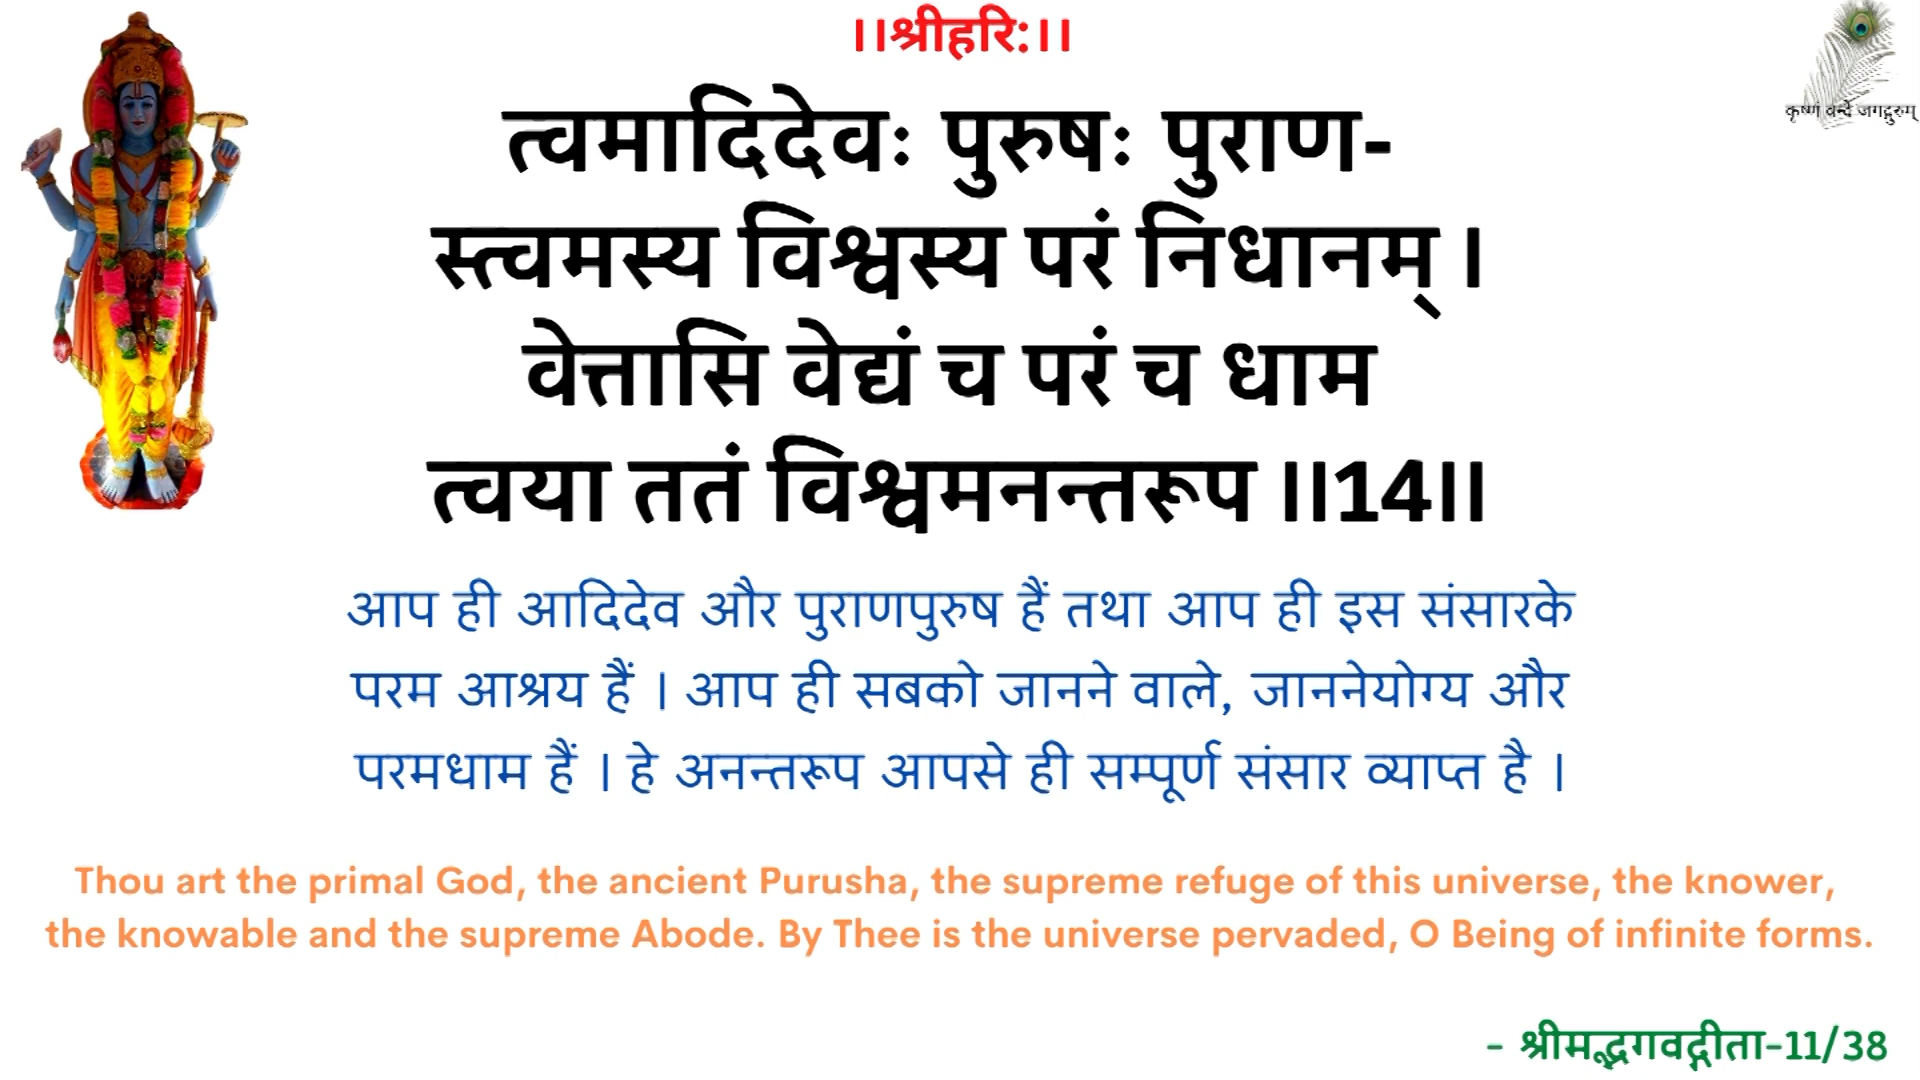 ।।श्रीहरि:।।
कृष्णं वन्दे जगद्गुरुम्
त्वमादिदेवः पुरुषः पुराण-
स्त्वमस्य विश्वस्य परं निधानम् ।
वेत्तासि वेद्यं च परं च धाम
त्वया ततं विश्वमनन्तरूप ।।14।।
आप ही आदिदेव और पुराणपुरुष हैं तथा आप ही इस संसारके
परम आश्रय हैं । आप ही सबको जानने वाले, जाननेयोग्य और
परमधाम हैं । हे अनन्तरूप आपसे ही सम्पूर्ण संसार व्याप्त है ।
Thou art the primal God, the ancient Purusha, the supreme refuge of this universe, the knower,
the knowable and the supreme Abode. By Thee is the universe pervaded, O Being of infinite forms.
- श्रीमद्भगवद्गीता-11/38